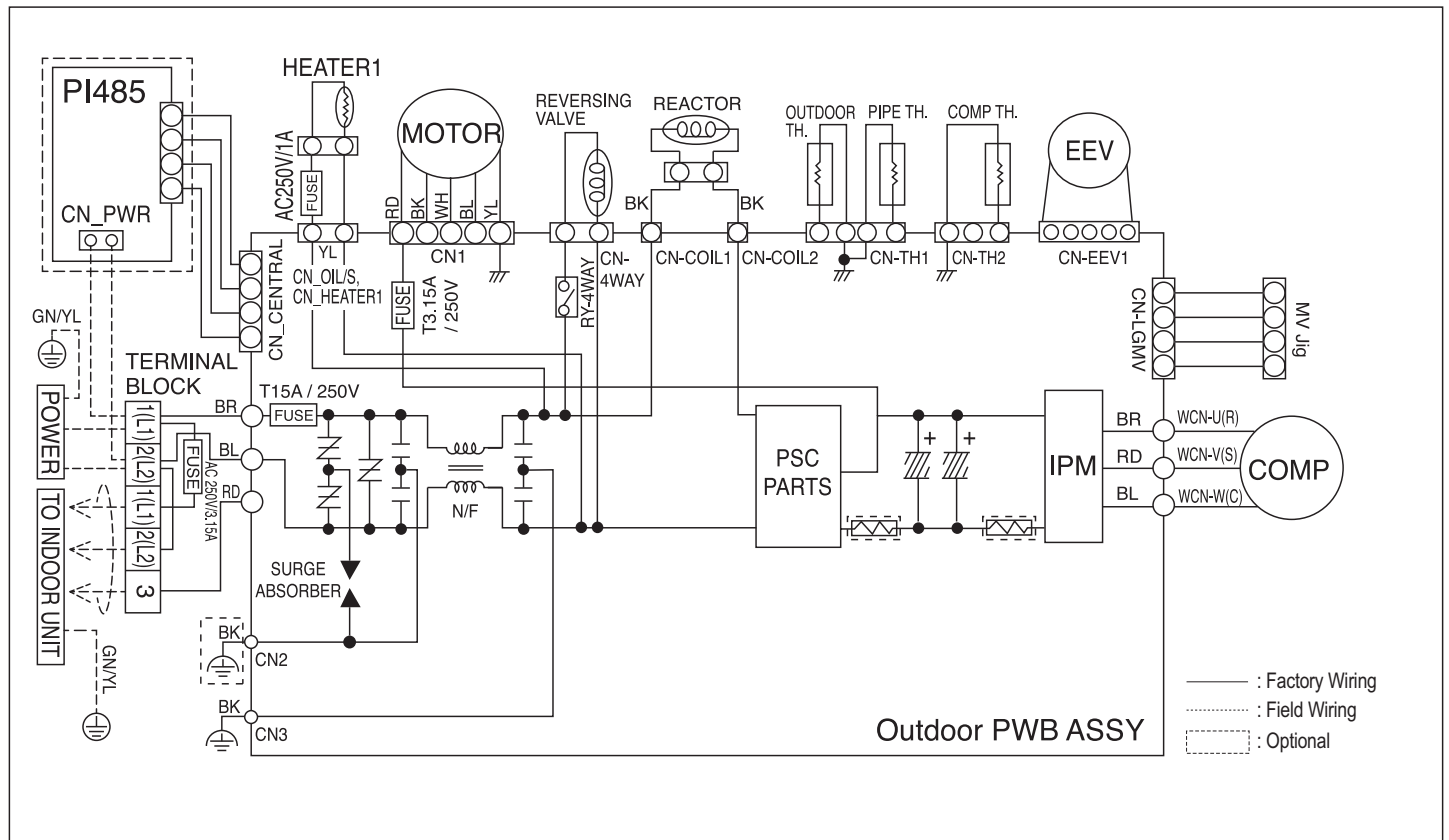 PI485
CN_PWR
HEATER1
AC250V/1A
FUSE
YL
CN_OIL/S,
CN_HEATER1
CN_CENTRAL
MOTOR
RD
BK
WH
BL
YL
CN1
FUSE
T3.15A
/ 250V
REVERSING
VALVE
CN-
4WAY
RY-4WAY
REACTOR
BK
BK
CN-COIL1
CN-COIL2
OUTDOOR
TH.
PIPE TH.
CN-TH1
COMP TH.
CN-TH2
EEV
CN-EEV1
CN-LGMV
MV Jig
GN/YL
POWER
TO INDOOR UNIT
GN/YL
TERMINAL
BLOCK
1(L1)
2(L2)
1(L1)
2(L2)
3
FUSE
AC 250V/3.15A
BR
BL
RD
T15A / 250V
FUSE
N/F
SURGE
ABSORBER
BK
CN2
BK
CN3
PSC
PARTS
+
+
IPM
BR
RD
BL
WCN-U(R)
WCN-V(S)
WCN-W(C)
COMP
Outdoor PWB ASSY
: Factory Wiring
: Field Wiring
: Optional